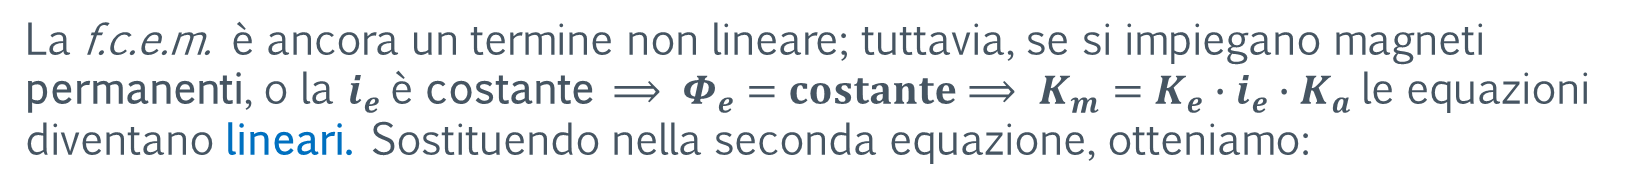 La f.c.e.m. è ancora un termine non lineare; tuttavia, se si impiegano magneti
permanenti, o la iₑ è costante ⟹ Φₑ = costante ⟹ Kₘ = Kₑ · iₑ · Kₐ le equazioni
diventano lineari. Sostituendo nella seconda equazione, otteniamo: